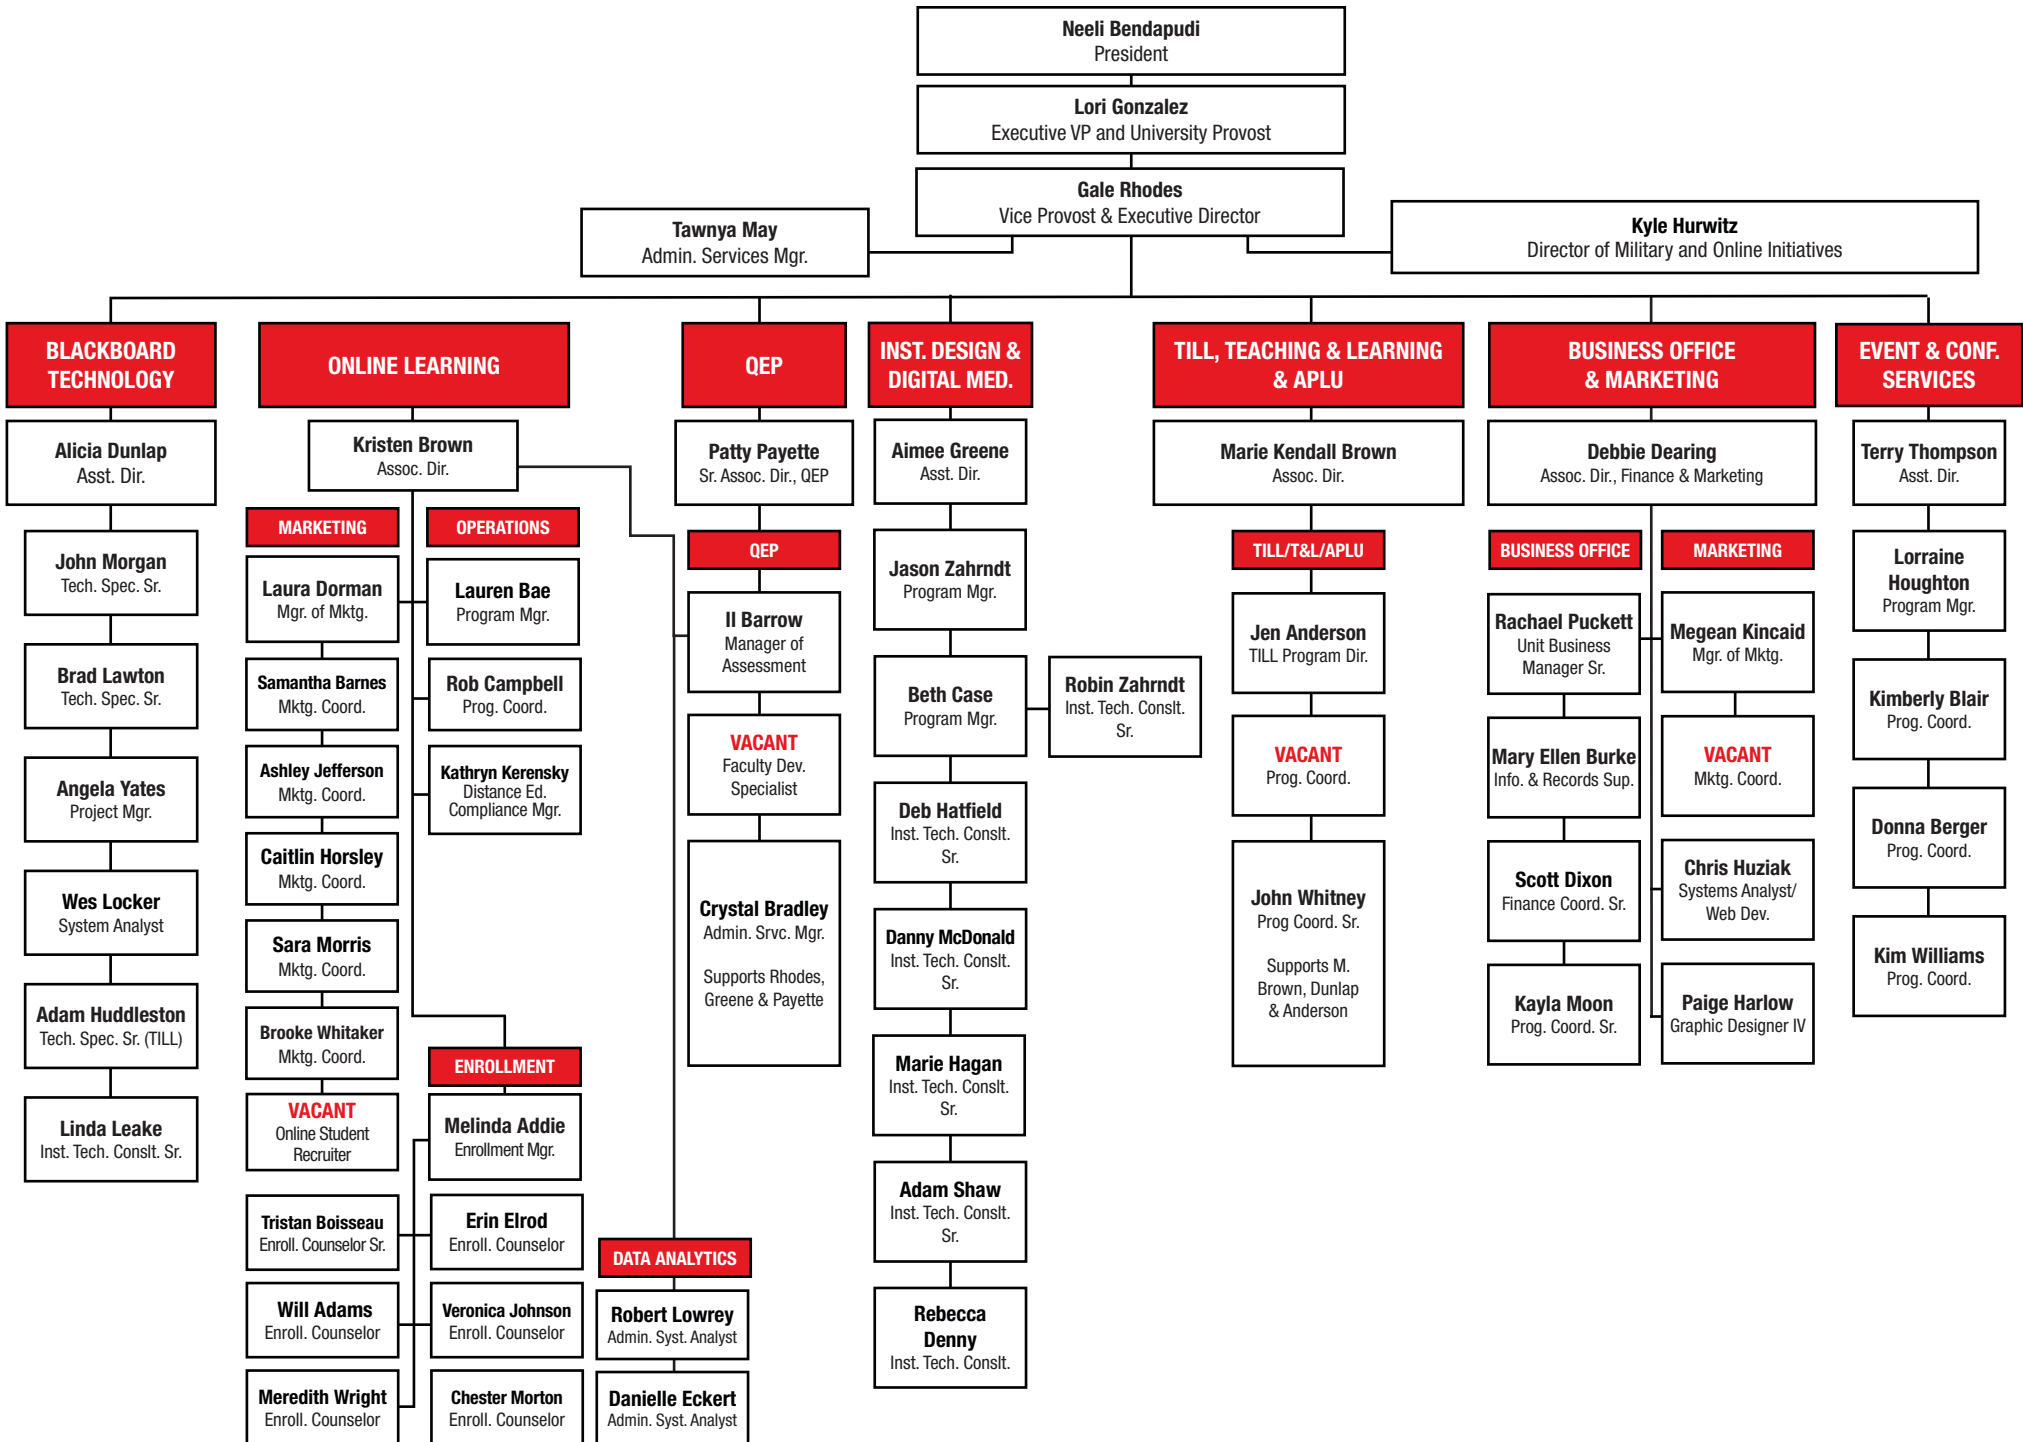 Neeli Bendapudi
President
Lori Gonzalez
Executive VP and University Provost
Gale Rhodes
Vice Provost & Executive Director
Tawnya May
Admin. Services Mgr.
Kyle Hurwitz
Director of Military and Online Initiatives
BLACKBOARD
TECHNOLOGY
Alicia Dunlap
Asst. Dir.
John Morgan
Tech. Spec. Sr.
Brad Lawton
Tech. Spec. Sr.
Angela Yates
Project Mgr.
Wes Locker
System Analyst
Adam Huddleston
Tech. Spec. Sr. (TILL)
Linda Leake
Inst. Tech. Conslt. Sr.
ONLINE LEARNING
Kristen Brown
Assoc. Dir.
MARKETING
Laura Dorman
Mgr. of Mktg.
Samantha Barnes
Mktg. Coord.
Ashley Jefferson
Mktg. Coord.
Caitlin Horsley
Mktg. Coord.
Sara Morris
Mktg. Coord.
Brooke Whitaker
Mktg. Coord.
VACANT
Online Student
Recruiter
OPERATIONS
Lauren Bae
Program Mgr.
Rob Campbell
Prog. Coord.
Kathryn Kerensky
Distance Ed.
Compliance Mgr.
ENROLLMENT
Melinda Addie
Enrollment Mgr.
Tristan Boisseau
Enroll. Counselor Sr.
Erin Elrod
Enroll. Counselor
Will Adams
Enroll. Counselor
Veronica Johnson
Enroll. Counselor
Meredith Wright
Enroll. Counselor
Chester Morton
Enroll. Counselor
DATA ANALYTICS
Robert Lowrey
Admin. Syst. Analyst
Danielle Eckert
Admin. Syst. Analyst
QEP
Patty Payette
Sr. Assoc. Dir., QEP
QEP
Il Barrow
Manager of
Assessment
VACANT
Faculty Dev.
Specialist
Crystal Bradley
Admin. Srvc. Mgr.
Supports Rhodes,
Greene & Payette
INST. DESIGN &
DIGITAL MED.
Aimee Greene
Asst. Dir.
Jason Zahrndt
Program Mgr.
Beth Case
Program Mgr.
Robin Zahrndt
Inst. Tech. Conslt.
Sr.
Deb Hatfield
Inst. Tech. Conslt.
Sr.
Danny McDonald
Inst. Tech. Conslt.
Sr.
Marie Hagan
Inst. Tech. Conslt.
Sr.
Adam Shaw
Inst. Tech. Conslt.
Sr.
Rebecca
Denny
Inst. Tech. Conslt.
TILL, TEACHING & LEARNING
& APLU
Marie Kendall Brown
Assoc. Dir.
TILL/T&L/APLU
Jen Anderson
TILL Program Dir.
VACANT
Prog. Coord.
John Whitney
Prog Coord. Sr.
Supports M.
Brown, Dunlap
& Anderson
BUSINESS OFFICE
& MARKETING
Debbie Dearing
Assoc. Dir., Finance & Marketing
BUSINESS OFFICE
Rachael Puckett
Unit Business
Manager Sr.
Mary Ellen Burke
Info. & Records Sup.
Scott Dixon
Finance Coord. Sr.
Kayla Moon
Prog. Coord. Sr.
MARKETING
Megean Kincaid
Mgr. of Mktg.
VACANT
Mktg. Coord.
Chris Huziak
Systems Analyst/
Web Dev.
Paige Harlow
Graphic Designer IV
EVENT & CONF.
SERVICES
Terry Thompson
Asst. Dir.
Lorraine
Houghton
Program Mgr.
Kimberly Blair
Prog. Coord.
Donna Berger
Prog. Coord.
Kim Williams
Prog. Coord.